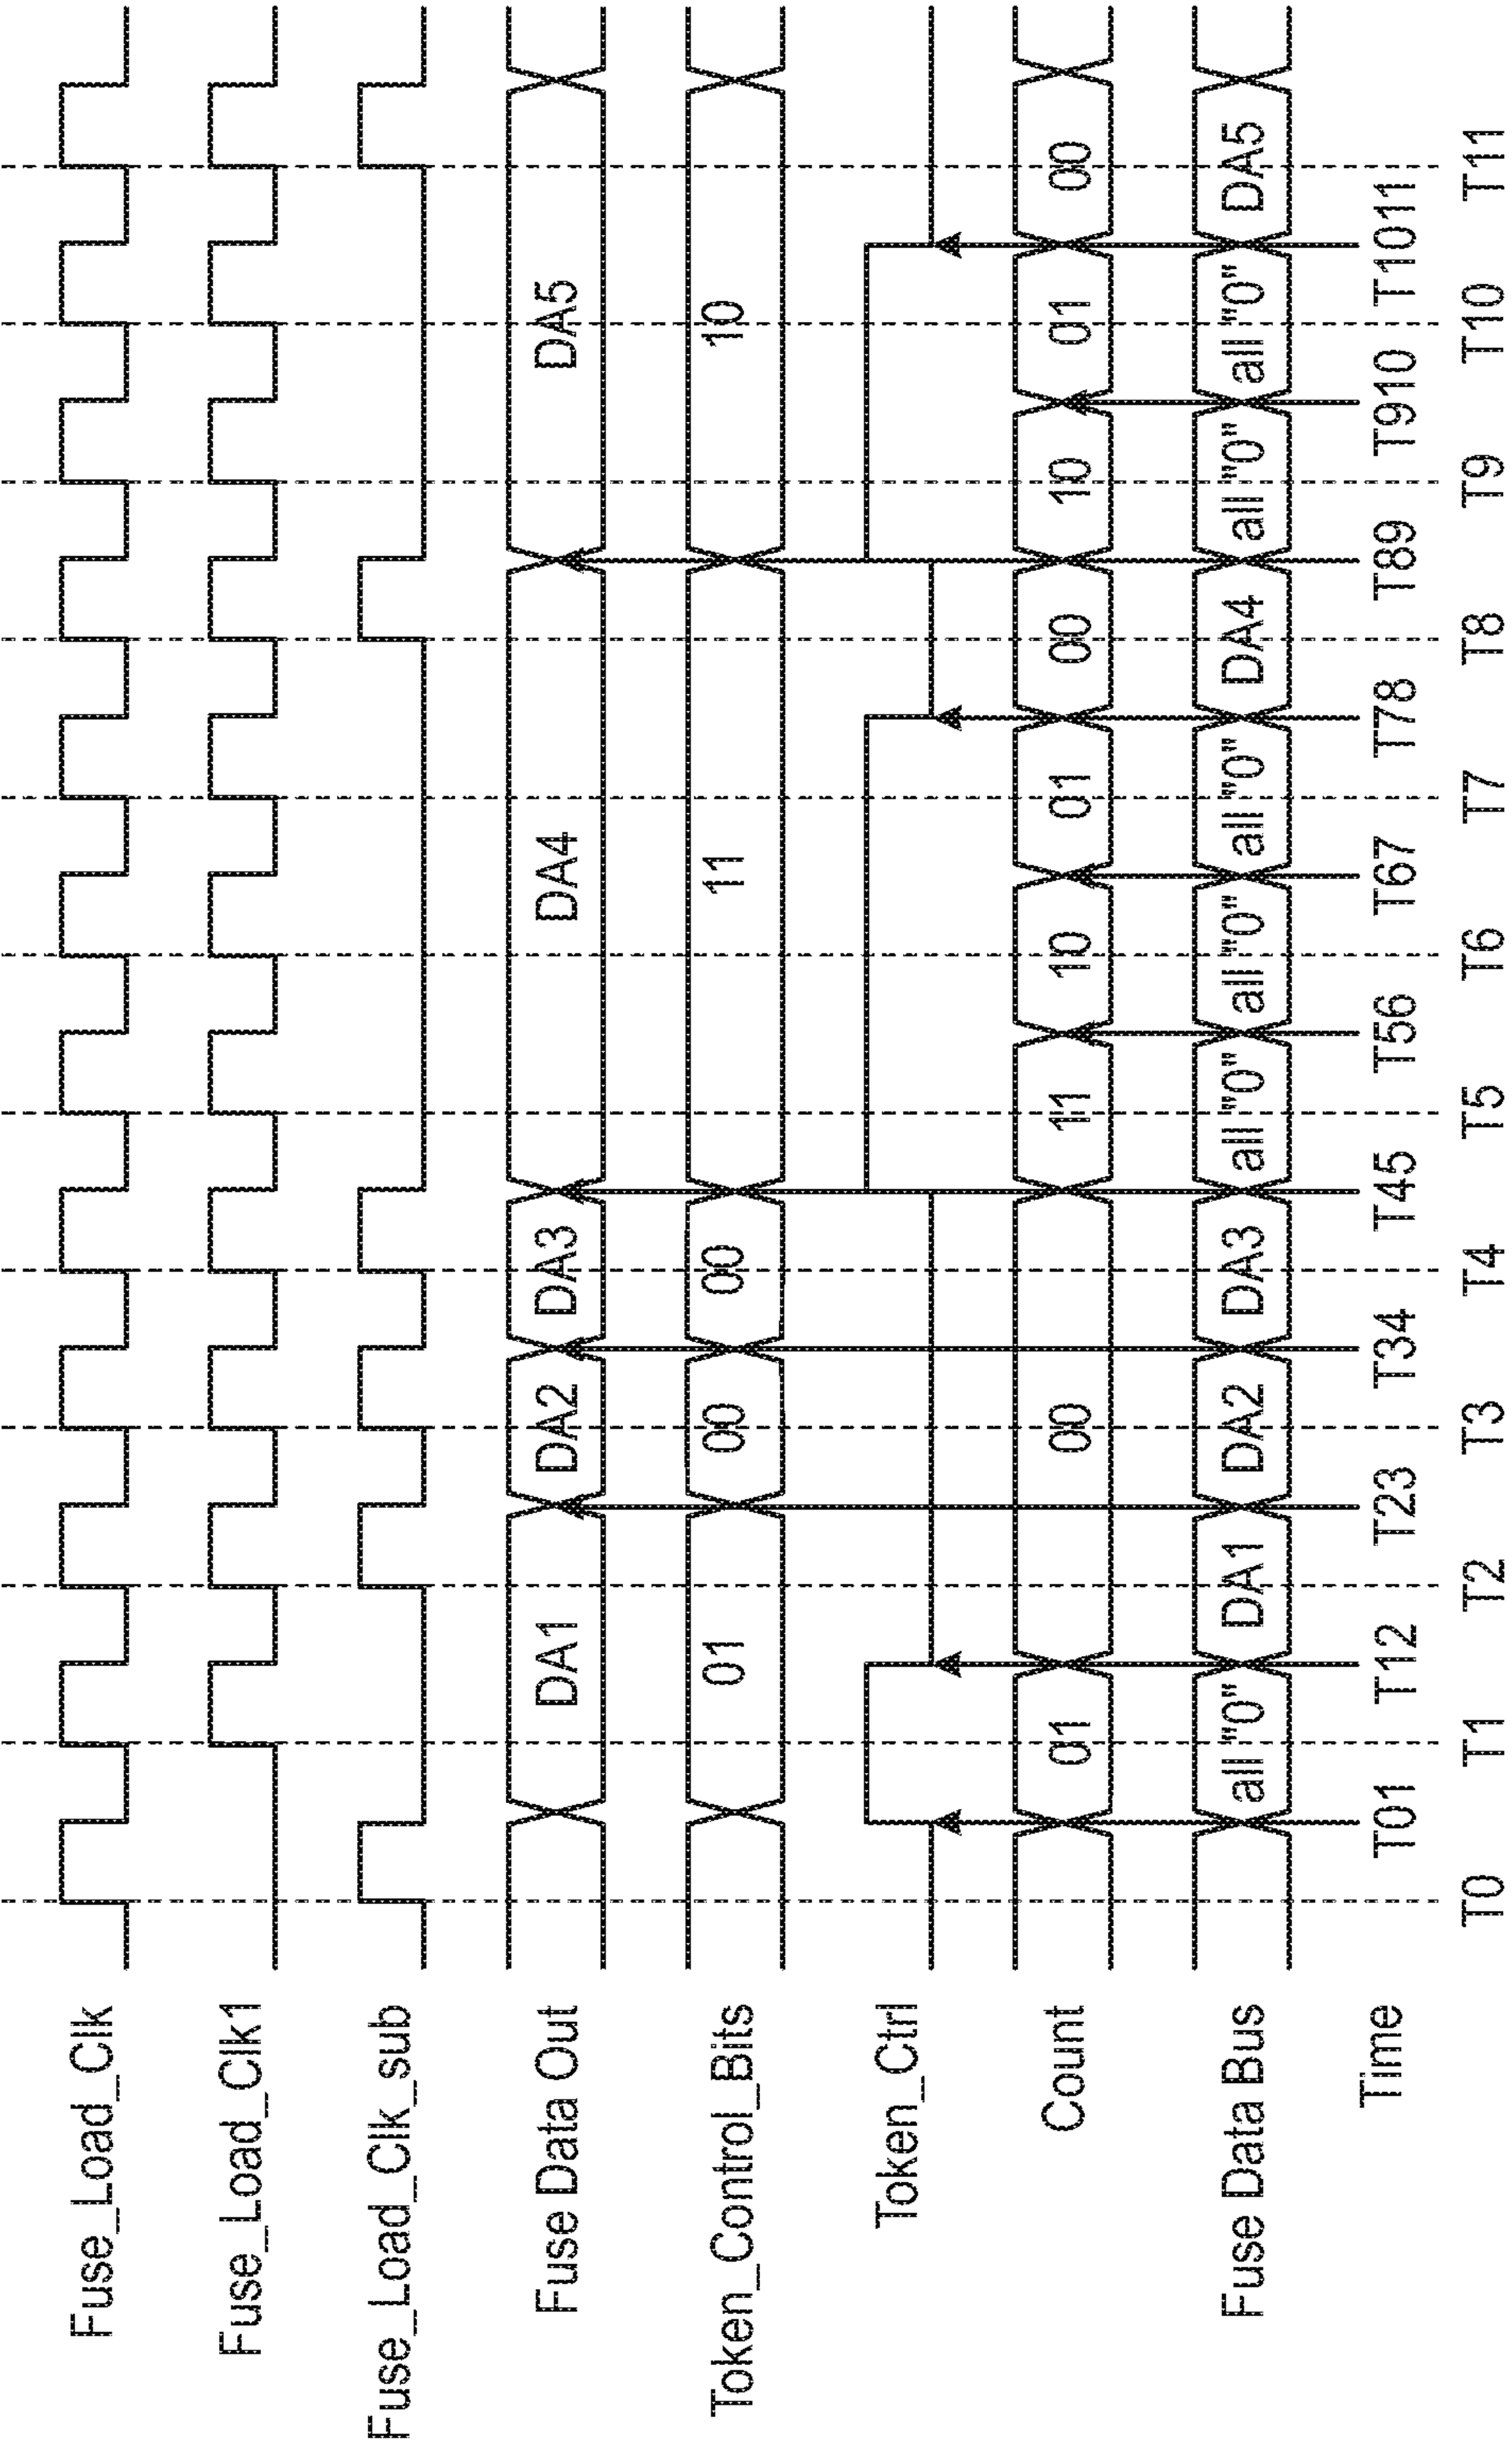 Fuse_Load_Clk
Fuse_Load_Clk1
Fuse_Load_Clk_sub
Fuse Data Out DA1 DA2 DA3 DA4 DA5
Token_Control_Bits 01 00 00 11 10
Token_Ctrl
Count 01 00 11 10 01 00 10 01 00
Fuse Data Bus all "0" DA1 DA2 DA3 all "0" all "0" all "0" DA4 all "0" all "0" DA5
Time T01 T12 T23 T34 T45 T56 T67 T78 T89 T910 T1011
T0 T1 T2 T3 T4 T5 T6 T7 T8 T9 T10 T11